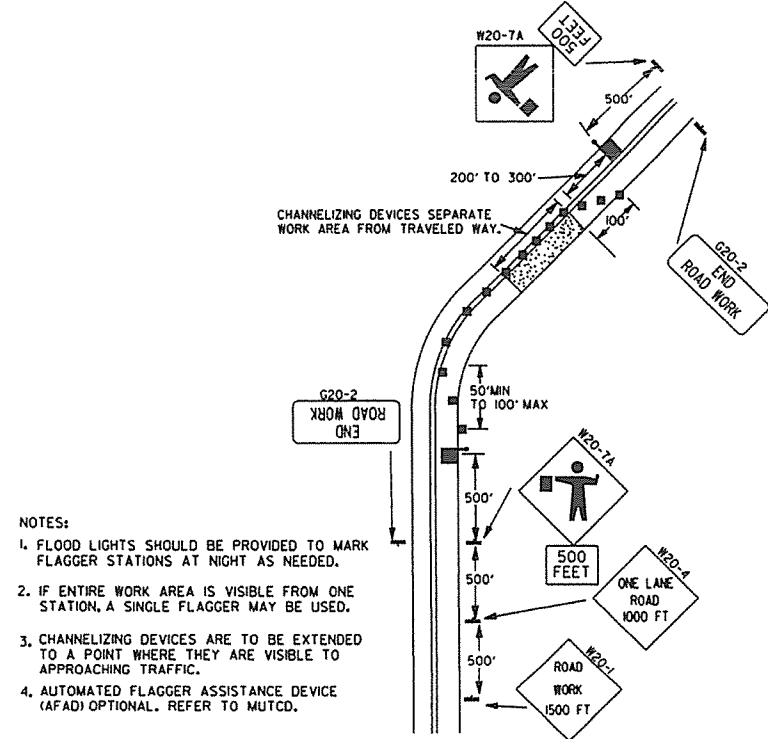 W20-7A
500
FEET
500'
200' TO 300'
CHANNELIZING DEVICES SEPARATE
WORK AREA FROM TRAVELED WAY.
100'
G20-2
END
ROAD WORK
50'MIN
TO 100' MAX
G20-2
END
ROAD WORK
W20-7A
500'
500
FEET
W20-4
ONE LANE
ROAD
1000 FT
500'
W20-1
ROAD
WORK
1500 FT
500'
NOTES:
1. FLOOD LIGHTS SHOULD BE PROVIDED TO MARK
FLAGGER STATIONS AT NIGHT AS NEEDED.
2. IF ENTIRE WORK AREA IS VISIBLE FROM ONE
STATION, A SINGLE FLAGGER MAY BE USED.
3. CHANNELIZING DEVICES ARE TO BE EXTENDED
TO A POINT WHERE THEY ARE VISIBLE TO
APPROACHING TRAFFIC.
4. AUTOMATED FLAGGER ASSISTANCE DEVICE
(AFAD) OPTIONAL. REFER TO MUTCD.